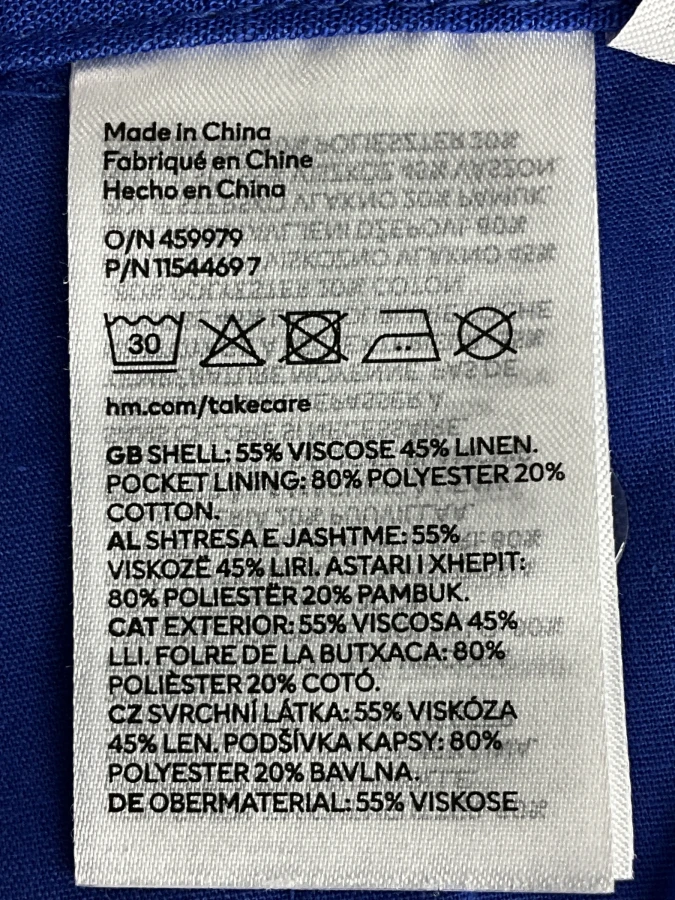 Made in China
Fabriqué en Chine
Hecho en China
O/N 459979
P/N 11544697
30
hm.com/takecare
GB SHELL: 55% VISCOSE 45% LINEN.
POCKET LINING: 80% POLYESTER 20%
COTTON.
AL SHTRESA E JASHTME: 55%
VISKOZË 45% LIRI. ASTARI I XHEPIT:
80% POLIESTËR 20% PAMBUK.
CAT EXTERIOR: 55% VISCOSA 45%
LLI. FOLRE DE LA BUTXACA: 80%
POLIÈSTER 20% COTÓ.
CZ SVRCHNÍ LÁTKA: 55% VISKÓZA
45% LEN. PODŠÍVKA KAPSY: 80%
POLYESTER 20% BAVLNA.
DE OBERMATERIAL: 55% VISKOSE